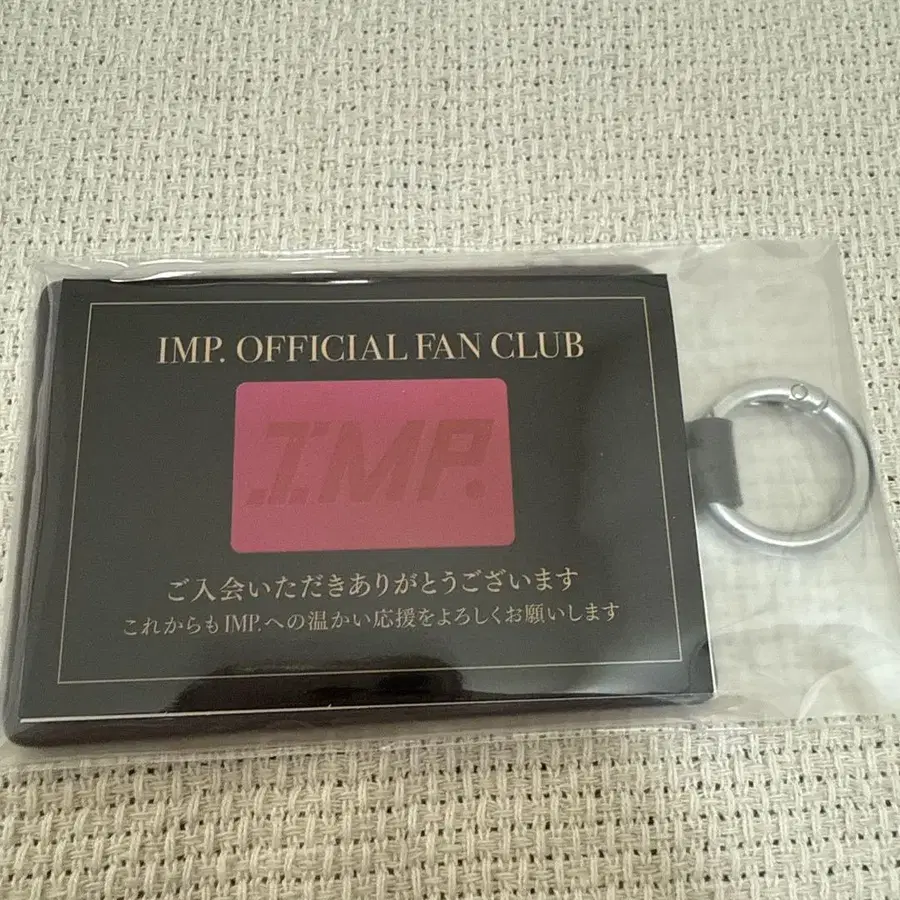 IMP. OFFICIAL FAN CLUB
IMP.
ご入会いただきありがとうございます
これからもIMP.への温かい応援をよろしくお願いします